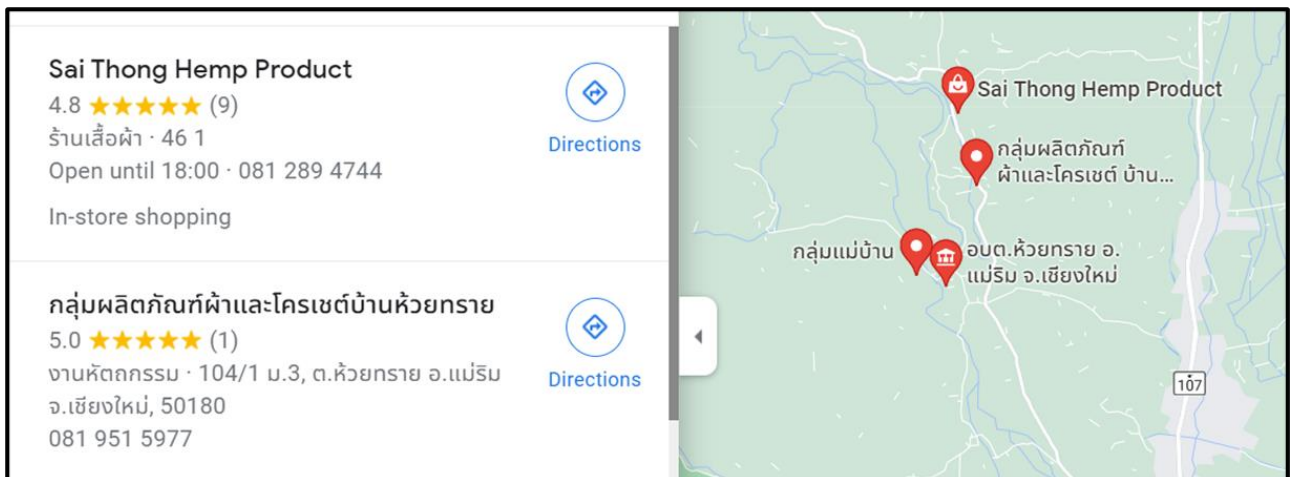 Sai Thong Hemp Product
4.8 ★★★★★ (9)
ร้านเสื้อผ้า · 46 1
Open until 18:00 · 081 289 4744
In-store shopping
Directions
กลุ่มผลิตภัณฑ์ผ้าและโครเชต์บ้านห้วยทราย
5.0 ★★★★★ (1)
งานหัตถกรรม · 104/1 ม.3, ต.ห้วยทราย อ.แม่ริม
จ.เชียงใหม่, 50180
081 951 5977
Directions
Sai Thong Hemp Product
กลุ่มผลิตภัณฑ์
ผ้าและโครเชต์ บ้าน...
กลุ่มแม่บ้าน
อบต.ห้วยทราย อ.
แม่ริม จ.เชียงใหม่
107